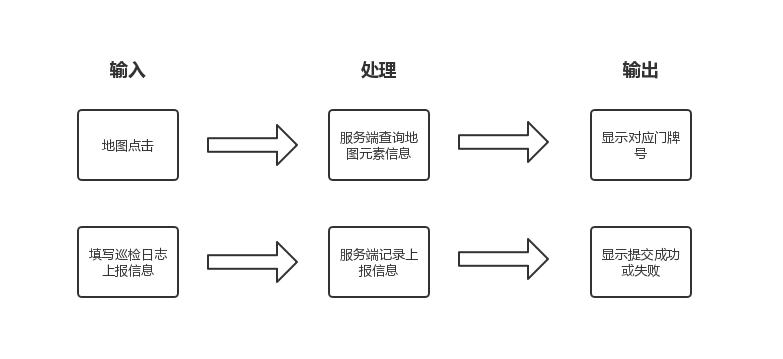 输入
处理
输出
地图点击
服务端查询地
图元素信息
显示对应门牌
号
填写巡检日志
上报信息
服务端记录上
报信息
显示提交成功
或失败